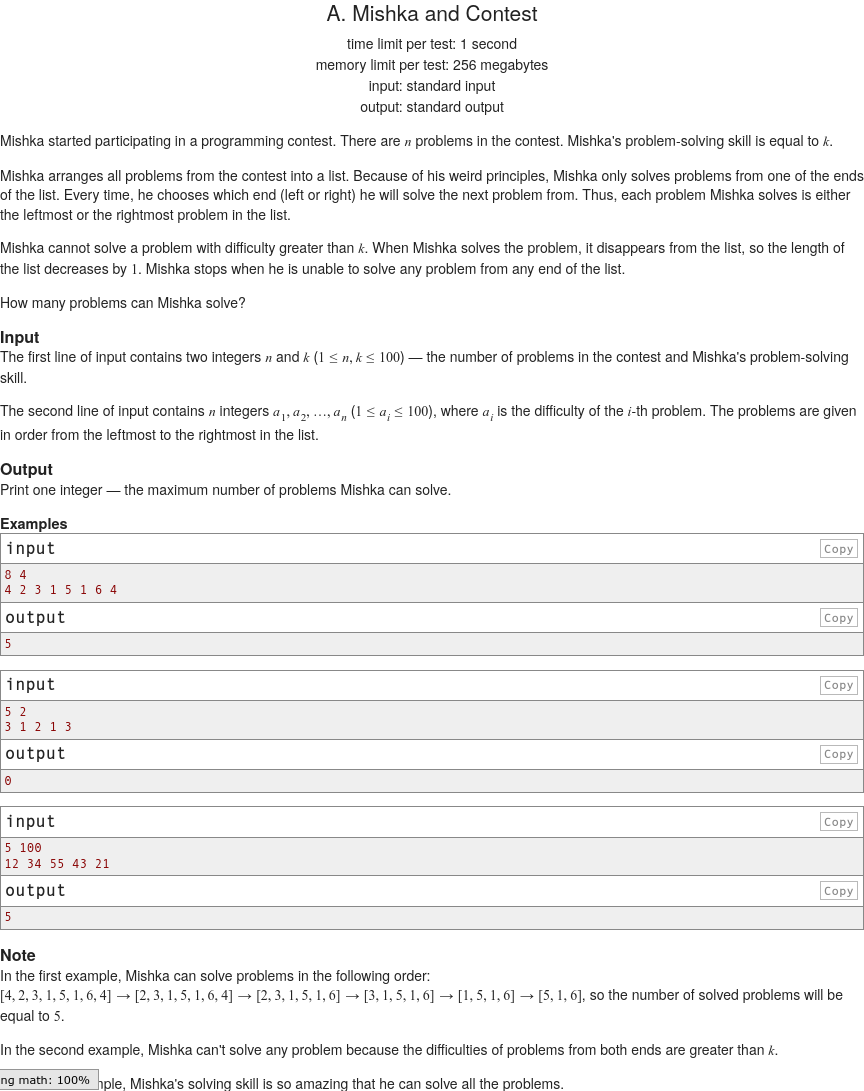 A. Mishka and Contest
time limit per test: 1 second
memory limit per test: 256 megabytes
input: standard input
output: standard output
Mishka started participating in a programming contest. There are n problems in the contest. Mishka's problem-solving skill is equal to k.
Mishka arranges all problems from the contest into a list. Because of his weird principles, Mishka only solves problems from one of the ends
of the list. Every time, he chooses which end (left or right) he will solve the next problem from. Thus, each problem Mishka solves is either
the leftmost or the rightmost problem in the list.
Mishka cannot solve a problem with difficulty greater than k. When Mishka solves the problem, it disappears from the list, so the length of
the list decreases by 1. Mishka stops when he is unable to solve any problem from any end of the list.
How many problems can Mishka solve?
Input
The first line of input contains two integers n and k (1 ≤ n, k ≤ 100) — the number of problems in the contest and Mishka's problem-solving
skill.
The second line of input contains n integers a1, a2, ..., an (1 ≤ ai ≤ 100), where ai is the difficulty of the i-th problem. The problems are given
in order from the leftmost to the rightmost in the list.
Output
Print one integer — the maximum number of problems Mishka can solve.
Examples
input Copy
8 4
4 2 3 1 5 1 6 4
output Copy
5
input Copy
5 2
3 1 2 1 3
output Copy
0
input Copy
5 100
12 34 55 43 21
output Copy
5
Note
In the first example, Mishka can solve problems in the following order:
[4, 2, 3, 1, 5, 1, 6, 4] → [2, 3, 1, 5, 1, 6, 4] → [2, 3, 1, 5, 1, 6] → [3, 1, 5, 1, 6] → [1, 5, 1, 6] → [5, 1, 6], so the number of solved problems will be
equal to 5.
In the second example, Mishka can't solve any problem because the difficulties of problems from both ends are greater than k.
ng math: 100% mple, Mishka's solving skill is so amazing that he can solve all the problems.